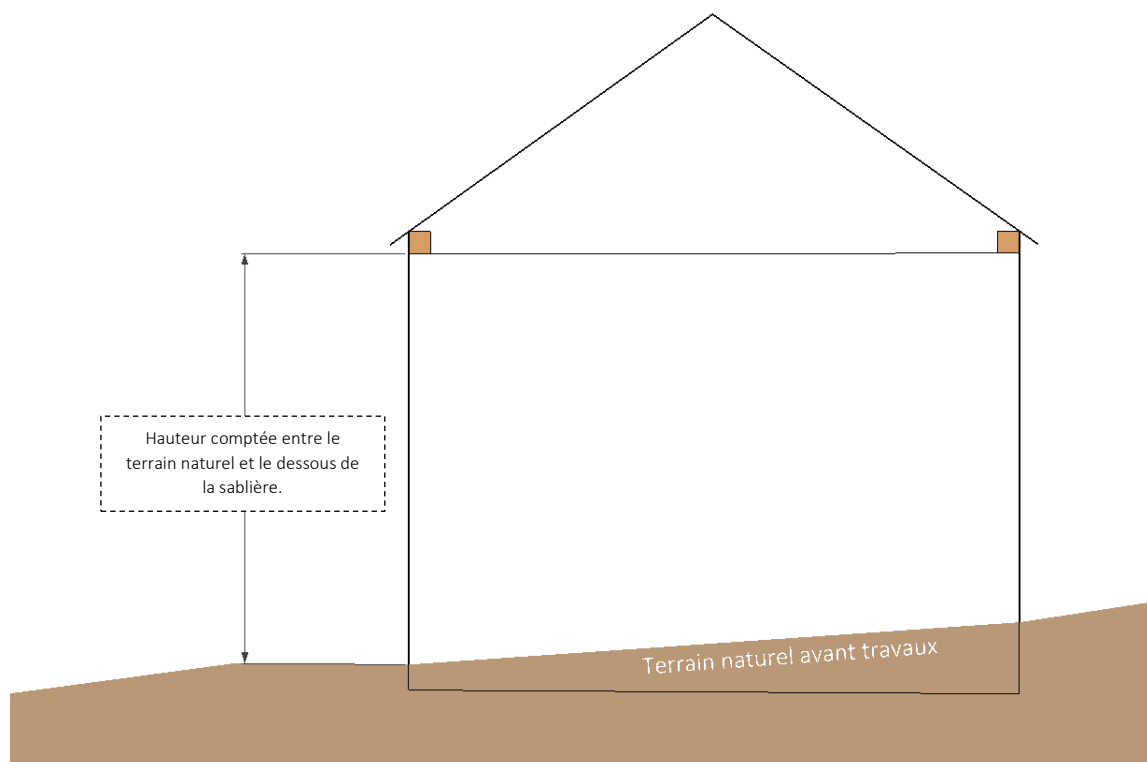 Hauteur comptée entre le
terrain naturel et le dessous de
la sablière.
Terrain naturel avant travaux